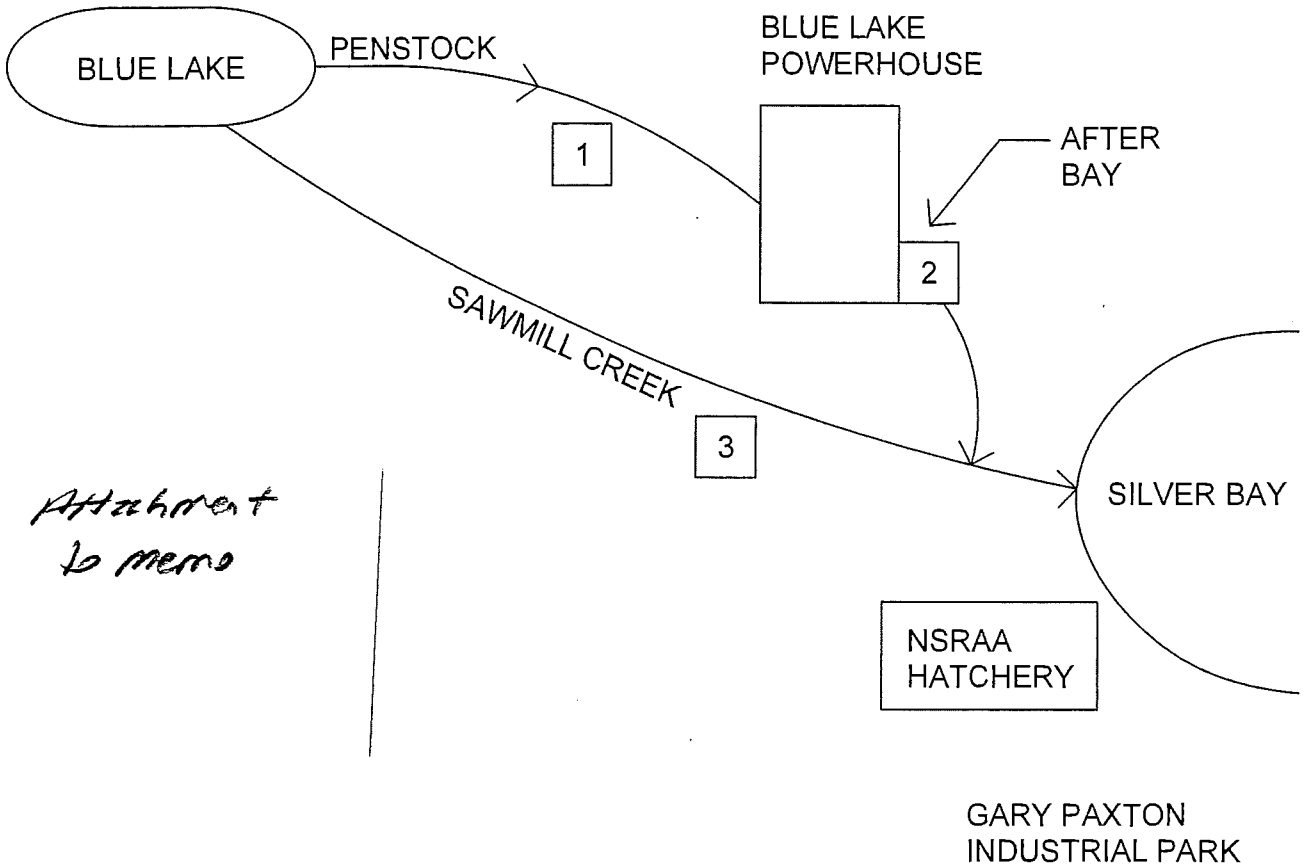 BLUE LAKE
PENSTOCK
BLUE LAKE
POWERHOUSE
1
AFTER
BAY
2
SAWMILL CREEK
3
SILVER BAY
Attachment
to memo
NSRAA
HATCHERY
GARY PAXTON
INDUSTRIAL PARK